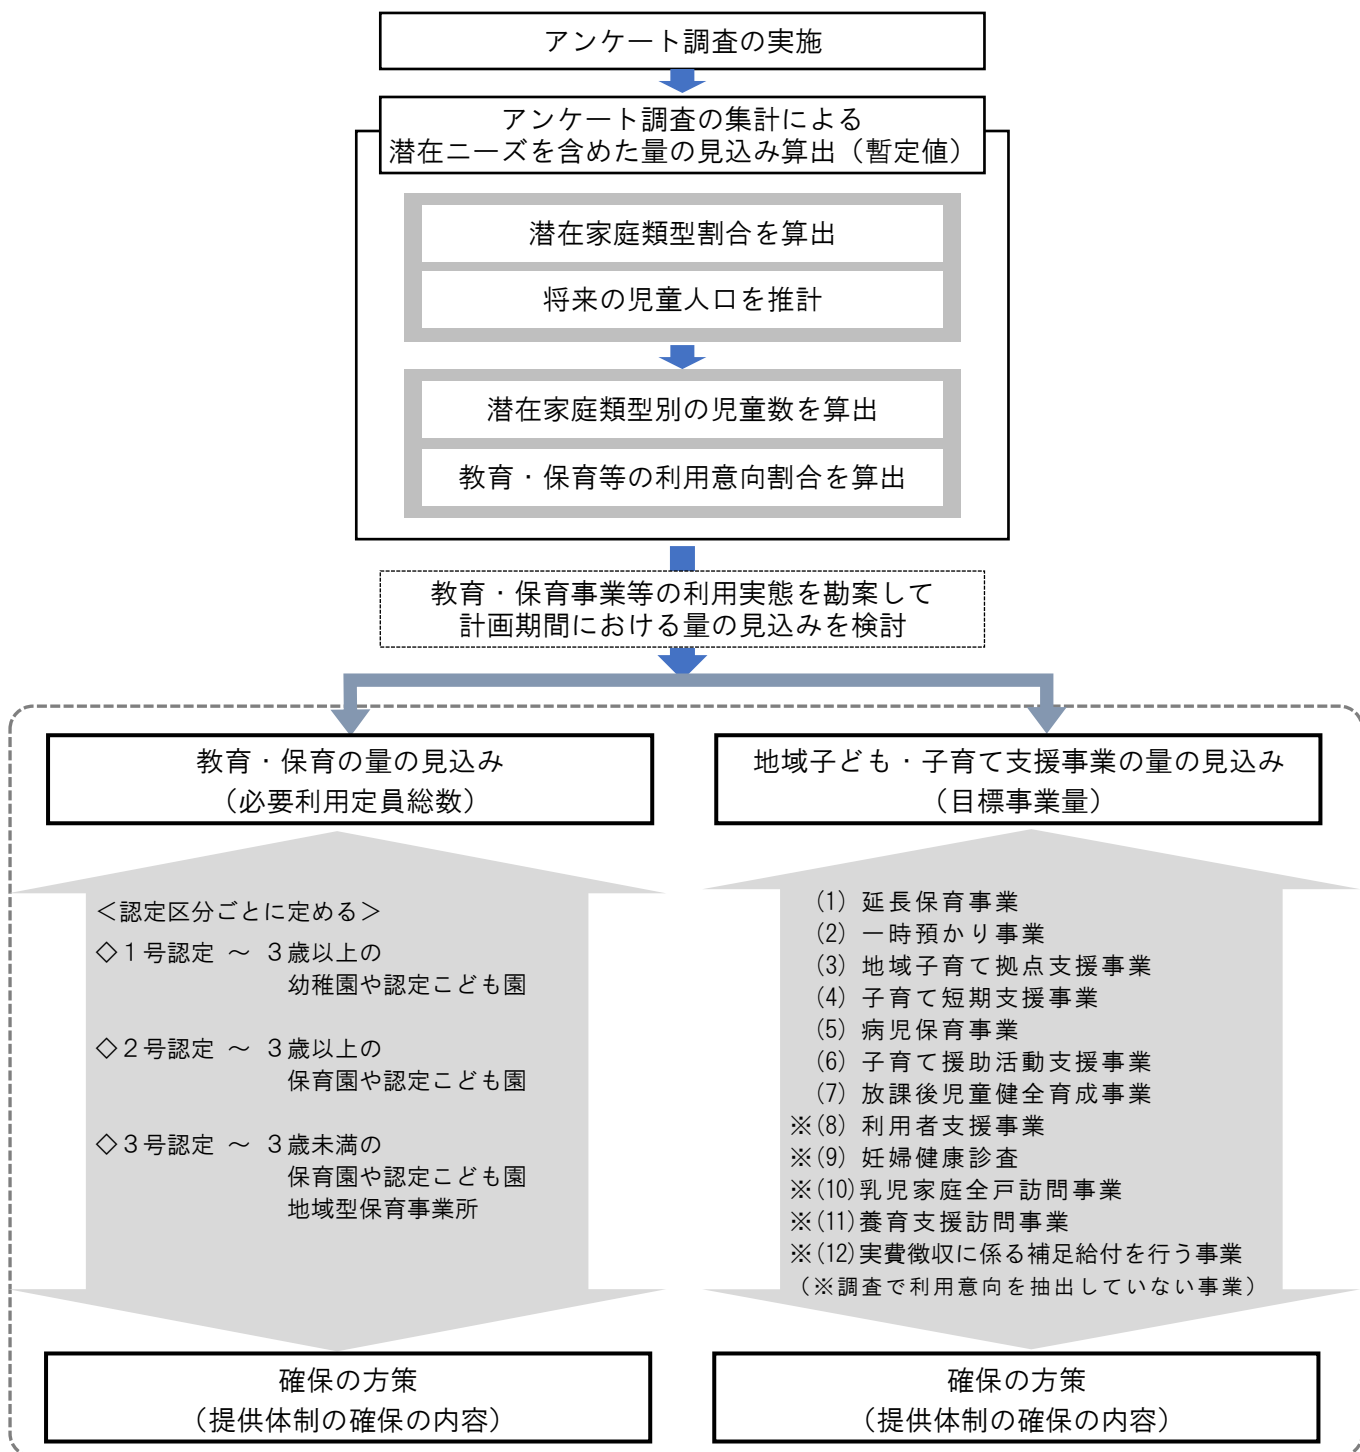 アンケート調査の実施
アンケート調査の集計による
潜在ニーズを含めた量の見込み算出（暫定値）
潜在家庭類型割合を算出
将来の児童人口を推計
潜在家庭類型別の児童数を算出
教育・保育等の利用意向割合を算出
教育・保育事業等の利用実態を勘案して
計画期間における量の見込みを検討
教育・保育の量の見込み
（必要利用定員総数）
＜認定区分ごとに定める＞
◇１号認定 ～ ３歳以上の
幼稚園や認定こども園
◇２号認定 ～ ３歳以上の
保育園や認定こども園
◇３号認定 ～ ３歳未満の
保育園や認定こども園
地域型保育事業所
確保の方策
（提供体制の確保の内容）
地域子ども・子育て支援事業の量の見込み
（目標事業量）
(1) 延長保育事業
(2) 一時預かり事業
(3) 地域子育て拠点支援事業
(4) 子育て短期支援事業
(5) 病児保育事業
(6) 子育て援助活動支援事業
(7) 放課後児童健全育成事業
※(8) 利用者支援事業
※(9) 妊婦健康診査
※(10)乳児家庭全戸訪問事業
※(11)養育支援訪問事業
※(12)実費徴収に係る補足給付を行う事業
（※調査で利用意向を抽出していない事業）
確保の方策
（提供体制の確保の内容）